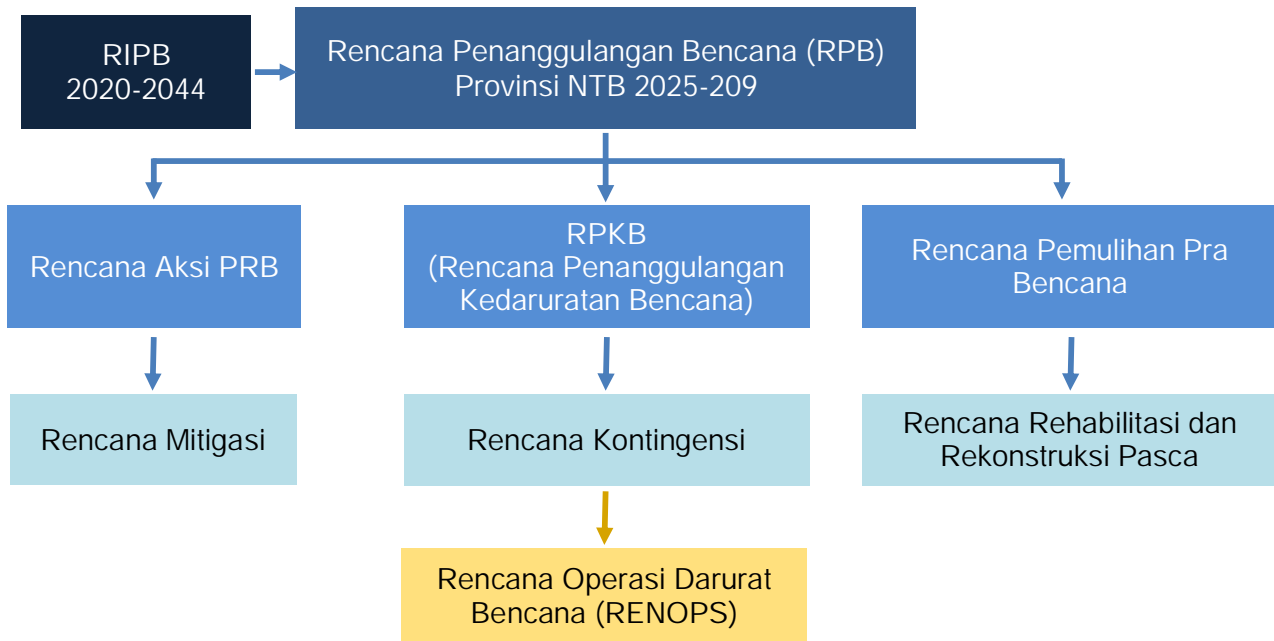 RIPB
2020-2044
Rencana Penanggulangan Bencana (RPB)
Provinsi NTB 2025-209
Rencana Aksi PRB
RPKB
(Rencana Penanggulangan
Kedaruratan Bencana)
Rencana Pemulihan Pra
Bencana
Rencana Mitigasi
Rencana Kontingensi
Rencana Rehabilitasi dan
Rekonstruksi Pasca
Rencana Operasi Darurat
Bencana (RENOPS)